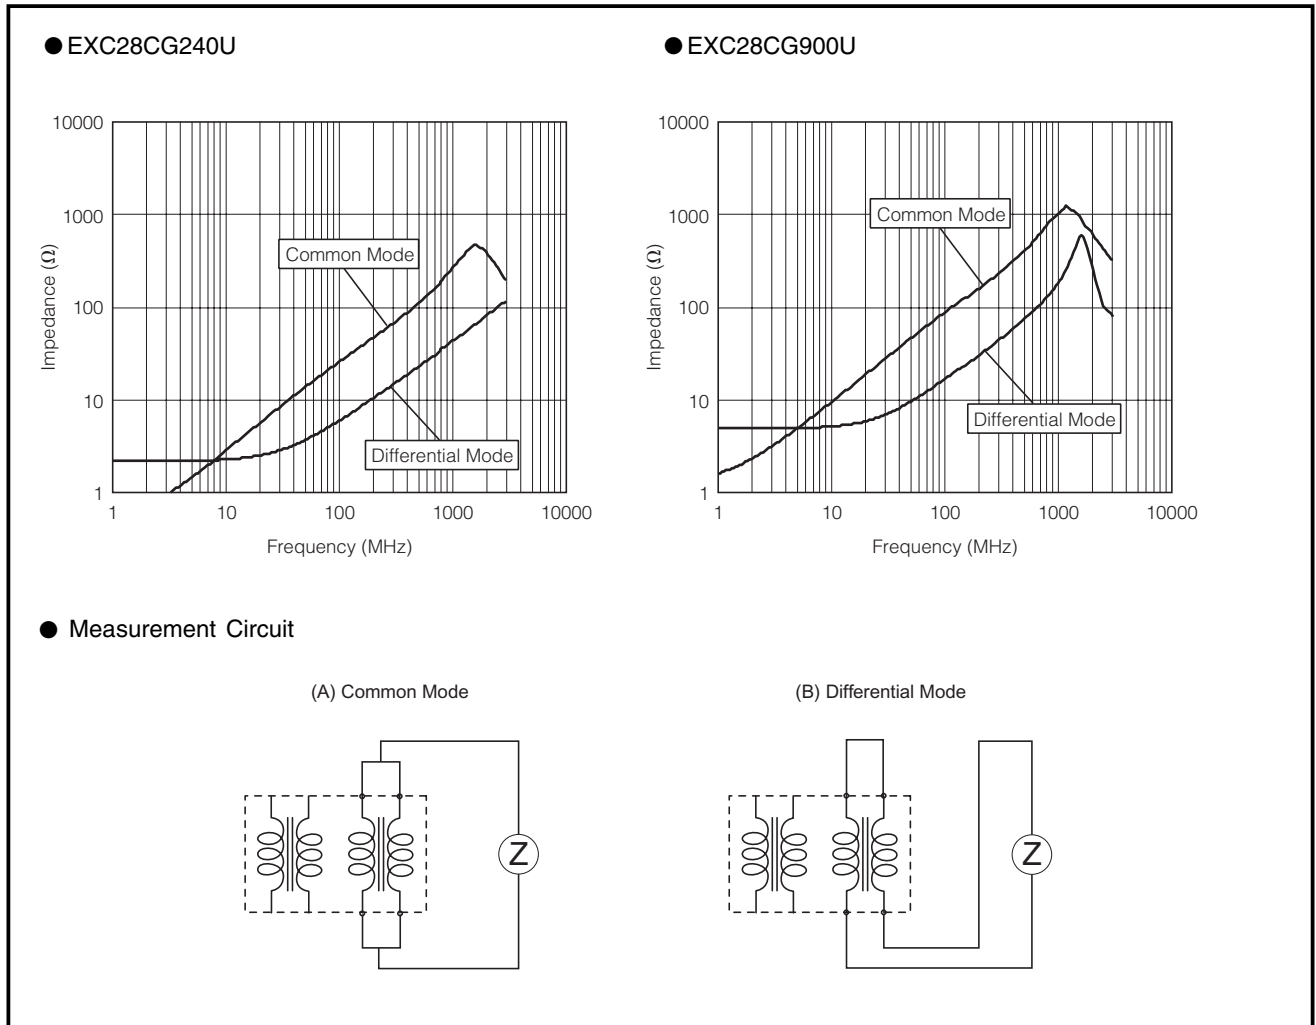 ● EXC28CG240U
10000
1000
100
10
1
Impedance (Ω)
Common Mode
Differential Mode
1 10 100 1000 10000
Frequency (MHz)
● EXC28CG900U
10000
1000
100
10
1
Impedance (Ω)
Common Mode
Differential Mode
1 10 100 1000 10000
Frequency (MHz)
● Measurement Circuit
(A) Common Mode
Z
(B) Differential Mode
Z